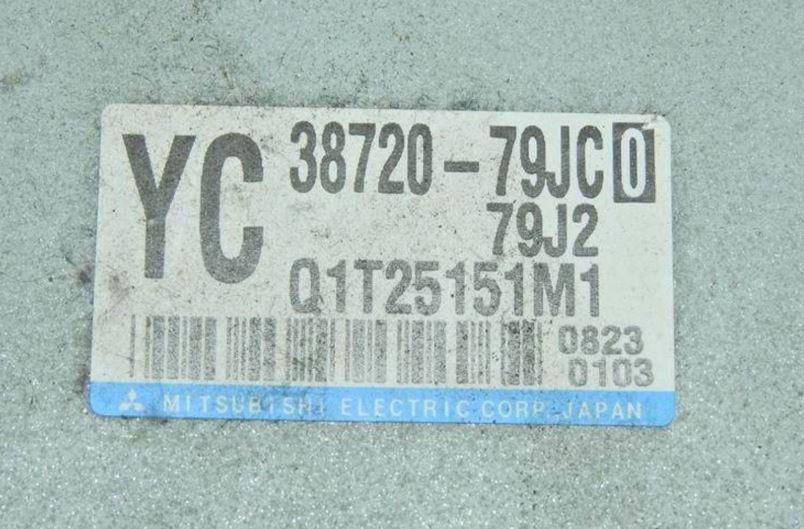 YC 38720-79JC0
79J2
Q1T25151M1
0823
0103
MITSUBISHI ELECTRIC CORP. JAPAN